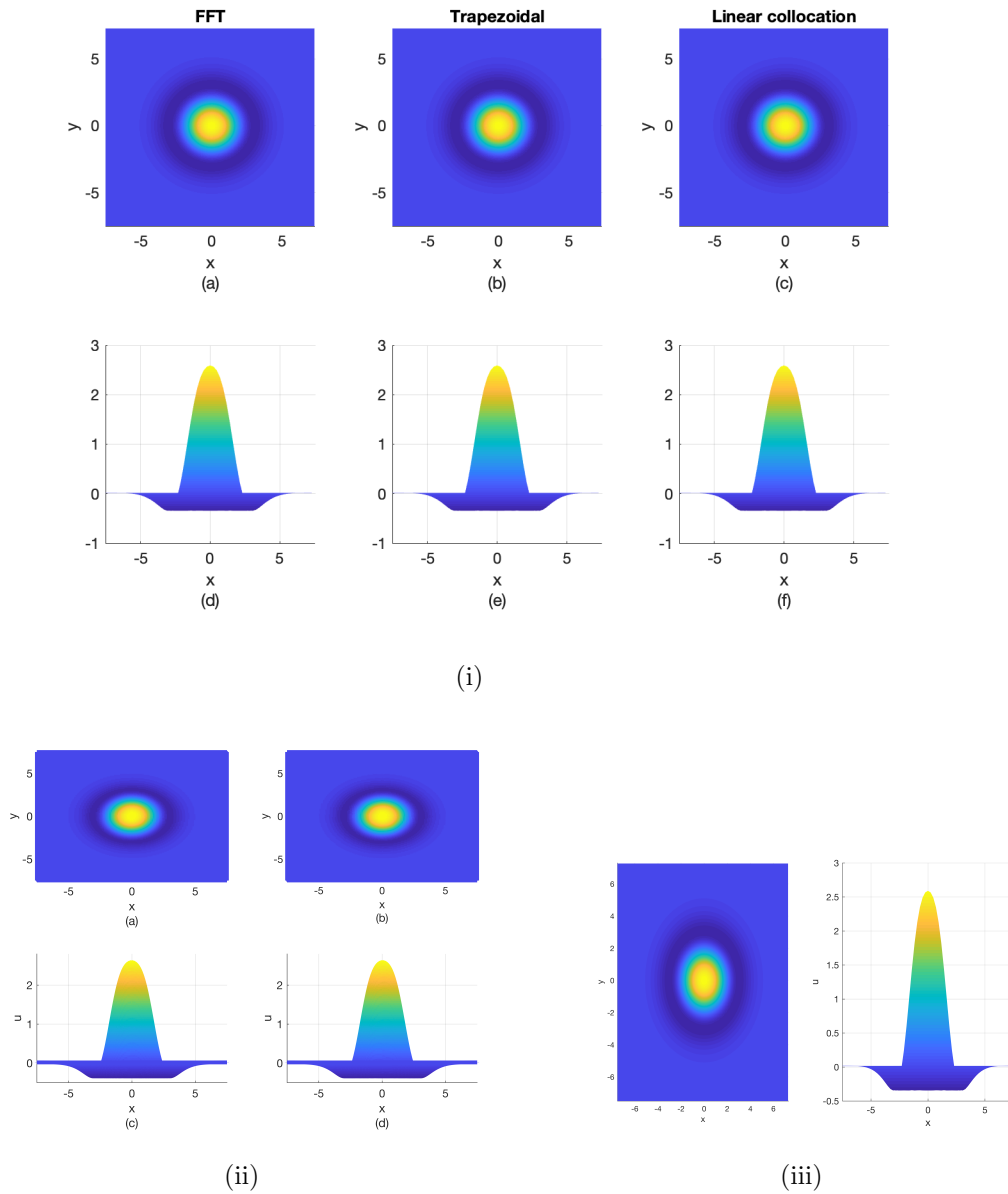 FFT Trapezoidal Linear collocation
5 5 5
y 0 y 0 y 0
-5 -5 -5
-5 0 5 -5 0 5 -5 0 5
x x x
(a) (b) (c)
3 3 3
2 2 2
1 1 1
0 0 0
-1 -1 -1
-5 0 5 -5 0 5 -5 0 5
x x x
(d) (e) (f)
(i)
5 5
y 0 y 0
-5 -5
-5 0 5 -5 0 5
x x
(a) (b)
2 2
u 1 u 1
0 0
-5 0 5 -5 0 5
x x
(c) (d)
(ii)
6
4
2
y 0
-2
-4
-6
-6 -4 -2 0 2 4 6
x
3
2.5
2
1.5
u
1
0.5
0
-0.5
-5 0 5
x
(iii)